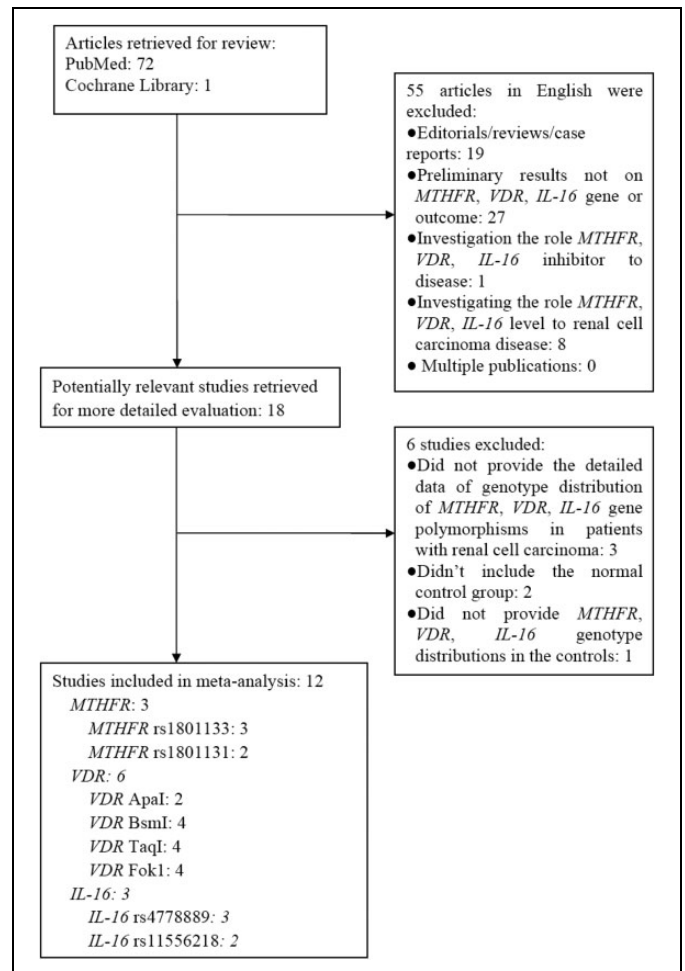 Articles retrieved for review:
PubMed: 72
Cochrane Library: 1
55 articles in English were
excluded:
●Editorials/reviews/case
reports: 19
●Preliminary results not on
MTHFR, VDR, IL-16 gene or
outcome: 27
●Investigation the role MTHFR,
VDR, IL-16 inhibitor to
disease: 1
●Investigating the role MTHFR,
VDR, IL-16 level to renal cell
carcinoma disease: 8
● Multiple publications: 0
Potentially relevant studies retrieved
for more detailed evaluation: 18
6 studies excluded:
●Did not provide the detailed
data of genotype distribution
of MTHFR, VDR, IL-16 gene
polymorphisms in patients
with renal cell carcinoma: 3
●Didn’t include the normal
control group: 2
●Did not provide MTHFR,
VDR, IL-16 genotype
distributions in the controls: 1
Studies included in meta-analysis: 12
MTHFR: 3
MTHFR rs1801133: 3
MTHFR rs1801131: 2
VDR: 6
VDR ApaI: 2
VDR BsmI: 4
VDR TaqI: 4
VDR Fok1: 4
IL-16: 3
IL-16 rs4778889: 3
IL-16 rs11556218: 2